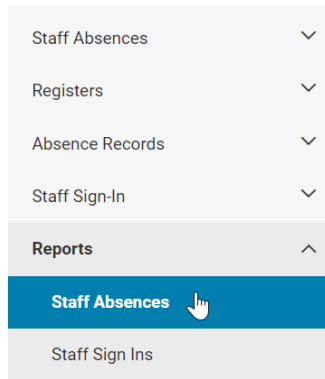 Staff Absences
Registers
Absence Records
Staff Sign-In
Reports
Staff Absences
Staff Sign Ins